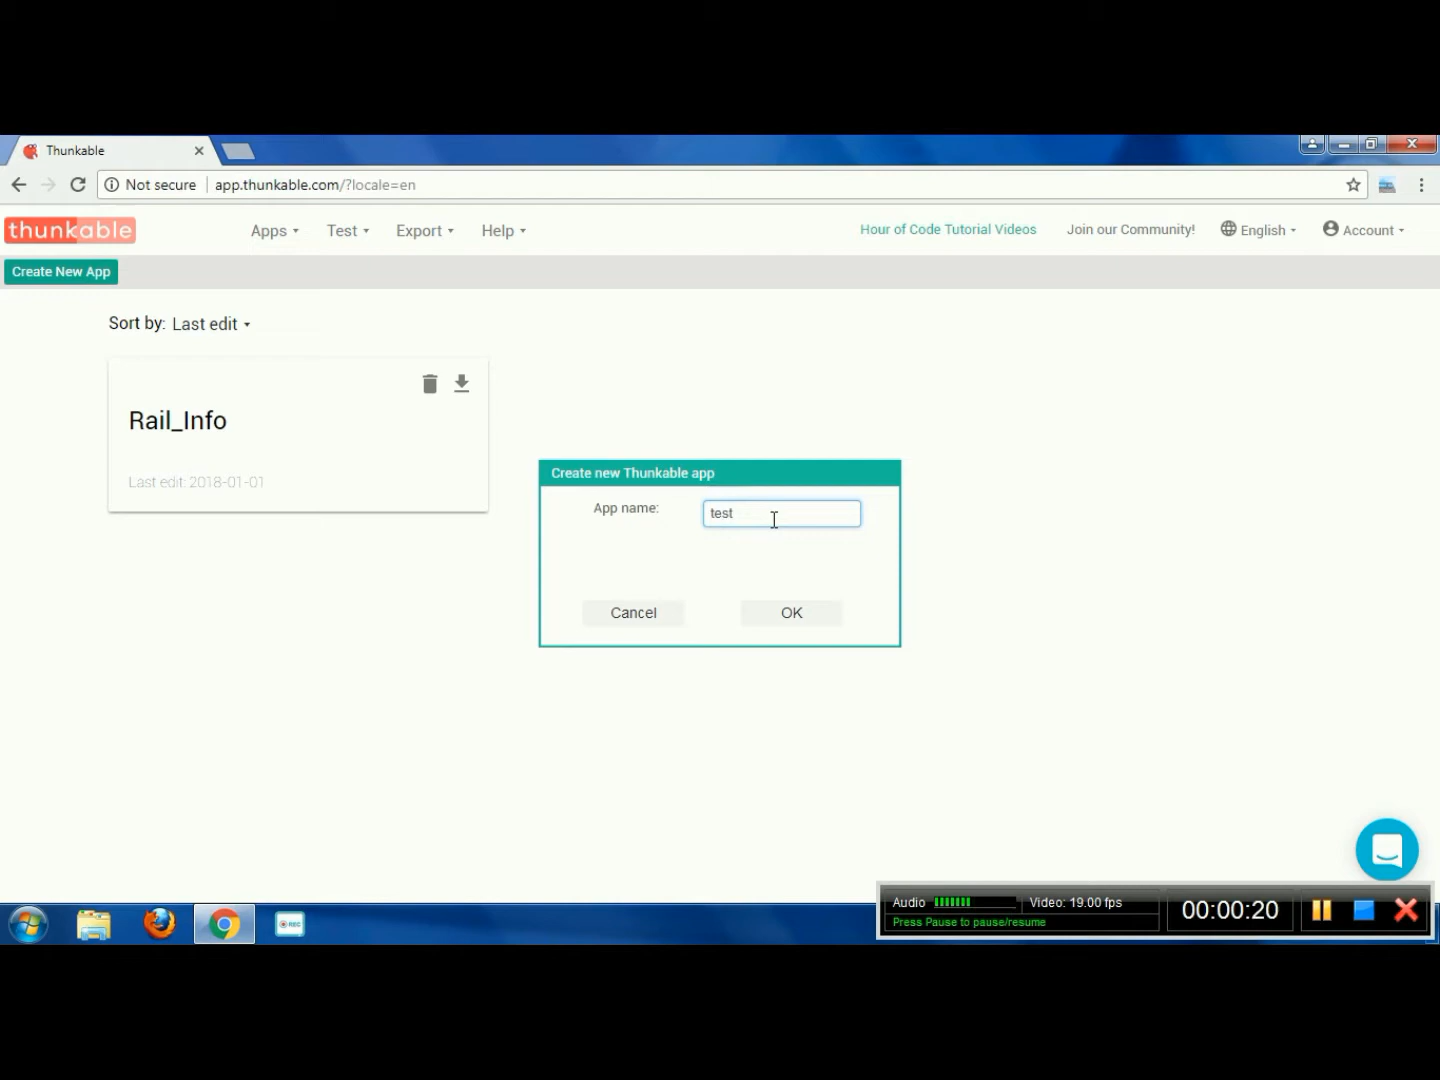 Thunkable
Not secure app.thunkable.com/?locale=en
thunkable Apps Test Export Help Hour of Code Tutorial Videos Join our Community! English Account
Create New App
Sort by: Last edit
Rail_Info
Last edit: 2018-01-01
Create new Thunkable app
App name: test
Cancel OK
Audio Video: 19.00 fps
Press Pause to pause/resume
00:00:20
REC